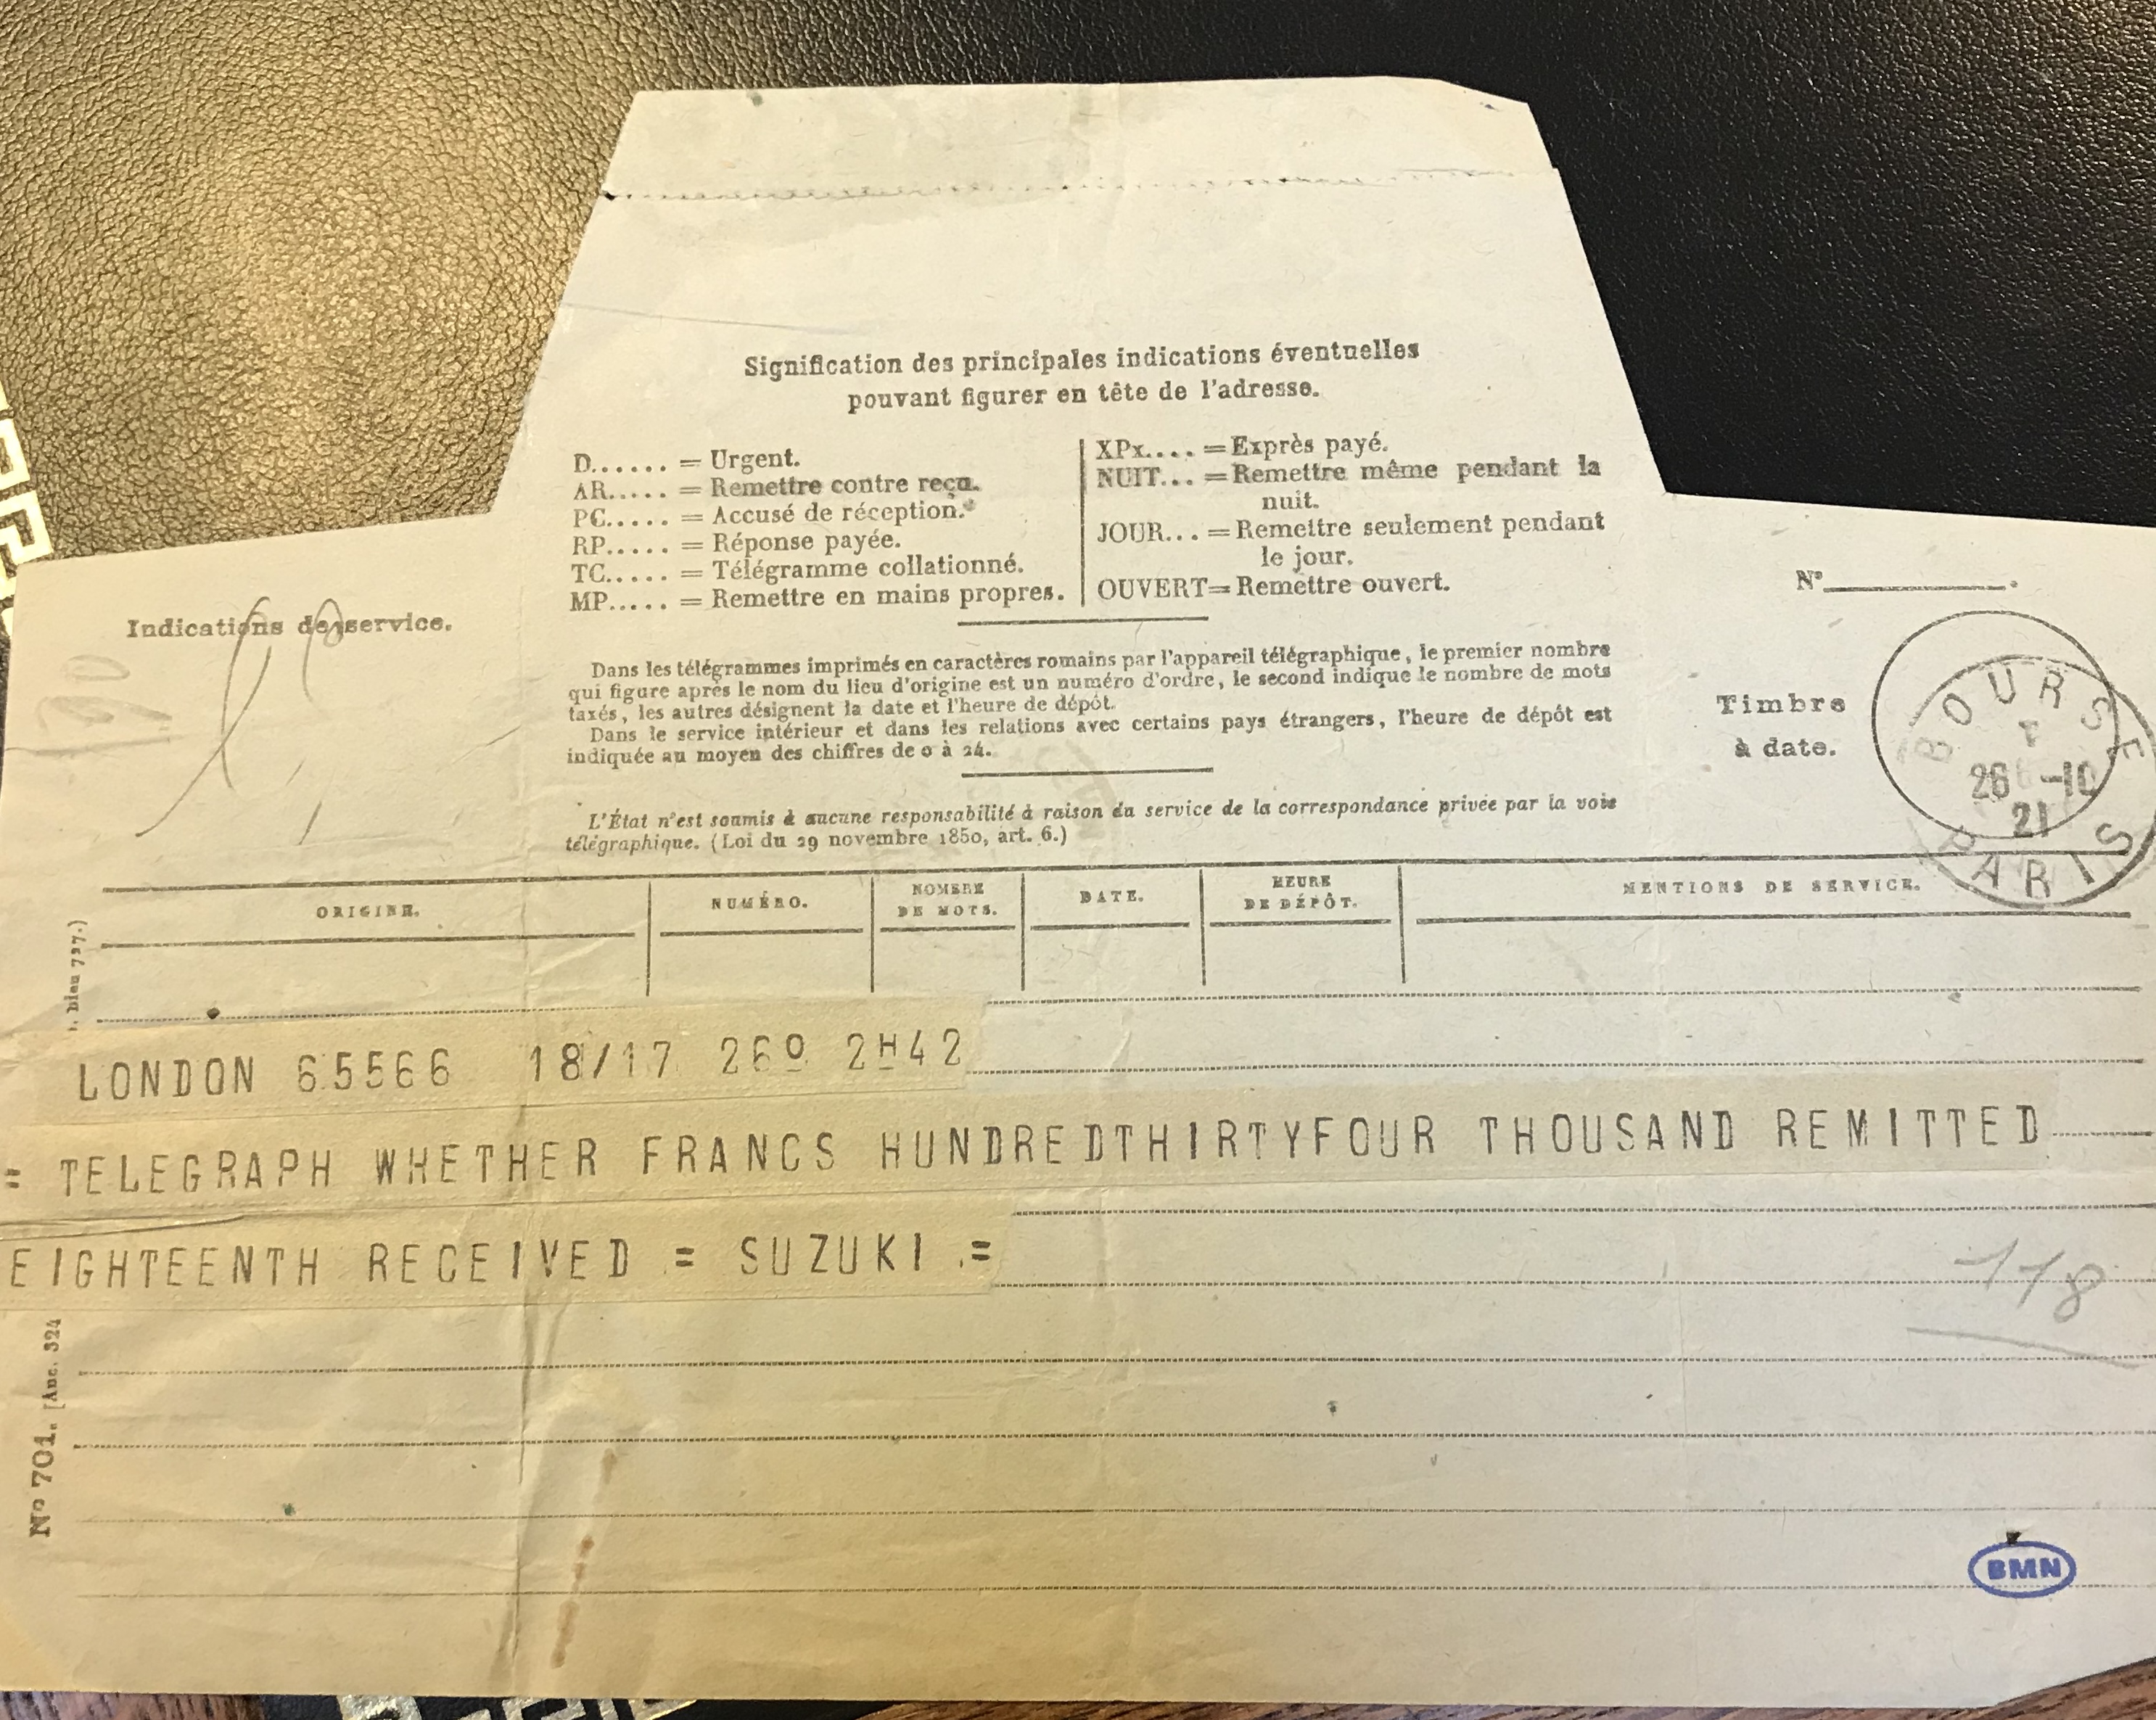 Signification des principales indications éventuelles
pouvant figurer en tête de l'adresse.
D...... = Urgent.
AR..... = Remettre contre reçu.
PC..... = Accusé de réception.
RP..... = Réponse payée.
TC..... = Télégramme collationné.
MP..... = Remettre en mains propres.
XPx.... = Exprès payé.
NUIT... = Remettre même pendant la
nuit.
JOUR... = Remettre seulement pendant
le jour.
OUVERT= Remettre ouvert.
Indications de service.
Nº
Dans les télégrammes imprimés en caractères romains par l'appareil télégraphique, le premier nombre
qui figure après le nom du lieu d'origine est un numéro d'ordre, le second indique le nombre de mots
taxés, les autres désignent la date et l'heure de dépôt.
Dans le service intérieur et dans les relations avec certains pays étrangers, l'heure de dépôt est
indiquée au moyen des chiffres de 0 à 24.
Timbre
à date.
BOURSE
26 -10
21
PARIS
L'État n'est soumis à aucune responsabilité à raison du service de la correspondance privée par la voie
télégraphique. (Loi du 29 novembre 1850, art. 6.)
ORIGINE. NUMÉRO. NOMBRE DE MOTS. DATE. HEURE DE DÉPÔT. MENTIONS DE SERVICE.
LONDON 65566 18/17 26º 2H42
= TELEGRAPH WHETHER FRANCS HUNDREDTHIRTYFOUR THOUSAND REMITTED
EIGHTEENTH RECEIVED = SUZUKI .=
118
Nº 701. [Anc. 324
bleu 797.)
BMN